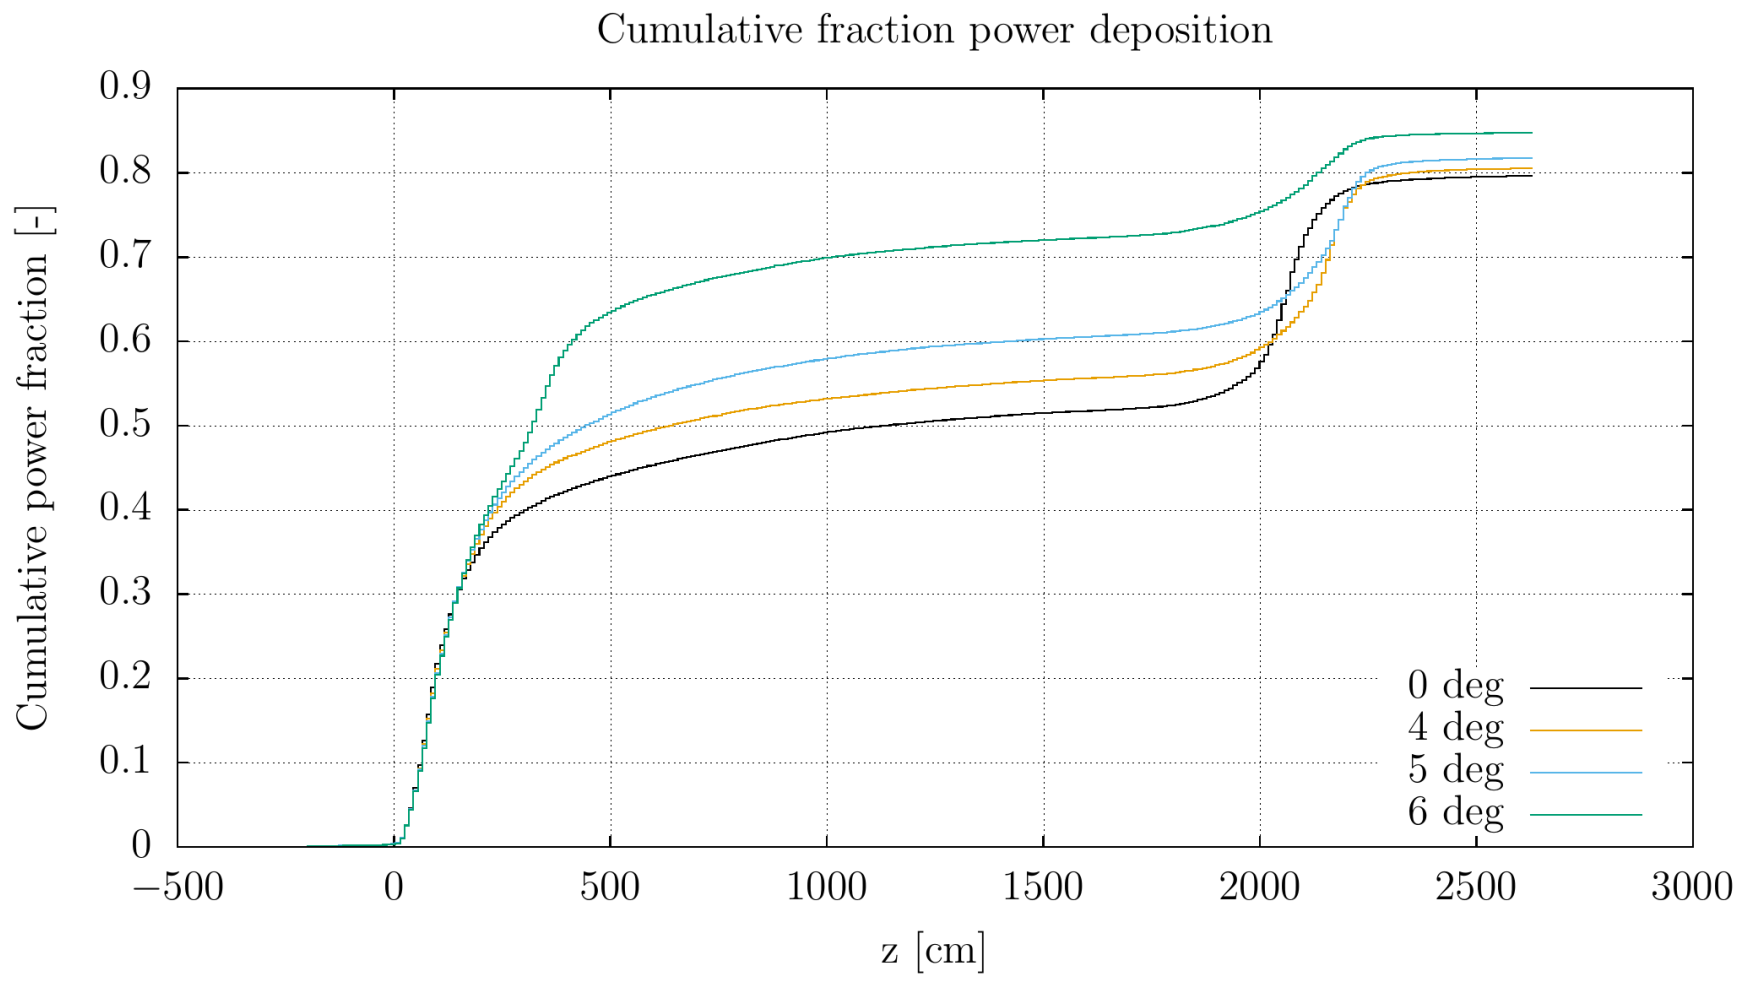 Cumulative fraction power deposition
Cumulative power fraction [-]
0.9
0.8
0.7
0.6
0.5
0.4
0.3
0.2
0.1
0
0 deg
4 deg
5 deg
6 deg
−500 0 500 1000 1500 2000 2500 3000
z [cm]